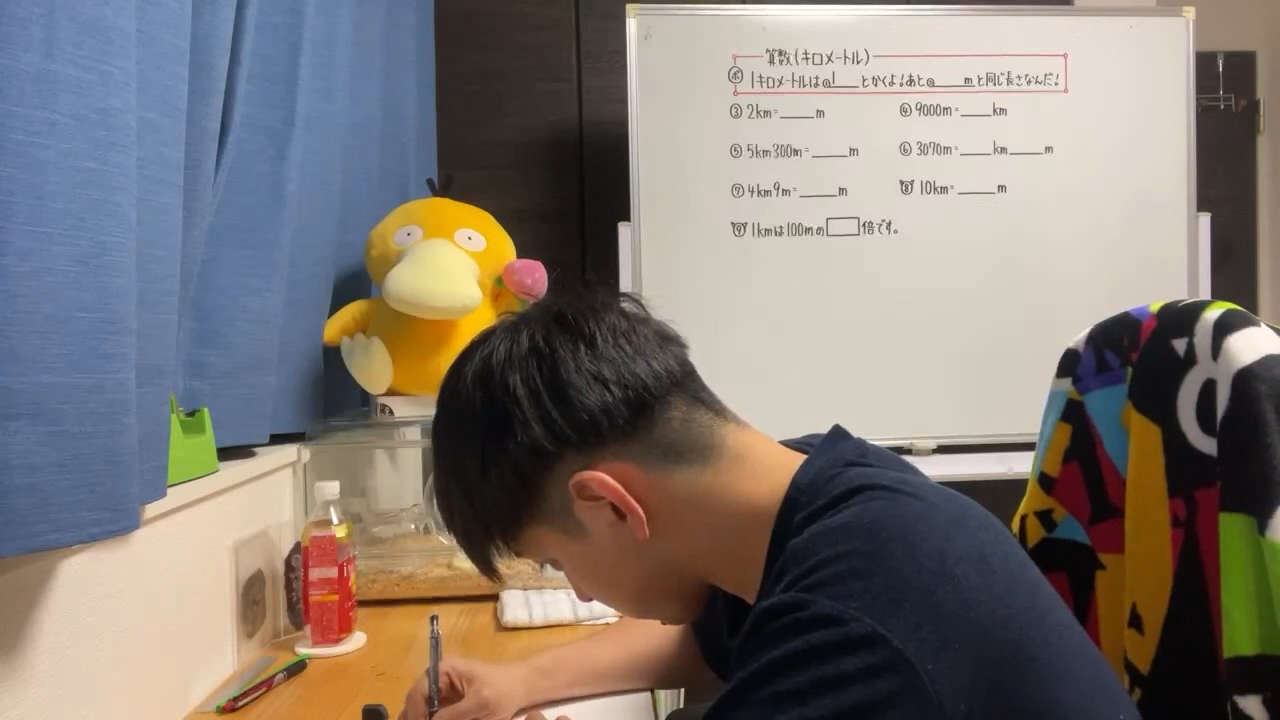 算数(キロメートル)
ポ 1キロメートルは①1____とかくよ！あと②____mと同じ長さなんだ！
③ 2km=____m ④ 9000m=____km
⑤ 5km300m=____m ⑥ 3070m=____km____m
⑦ 4km9m=____m ⑧ 10km=____m
⑨ 1kmは100mの□倍です。